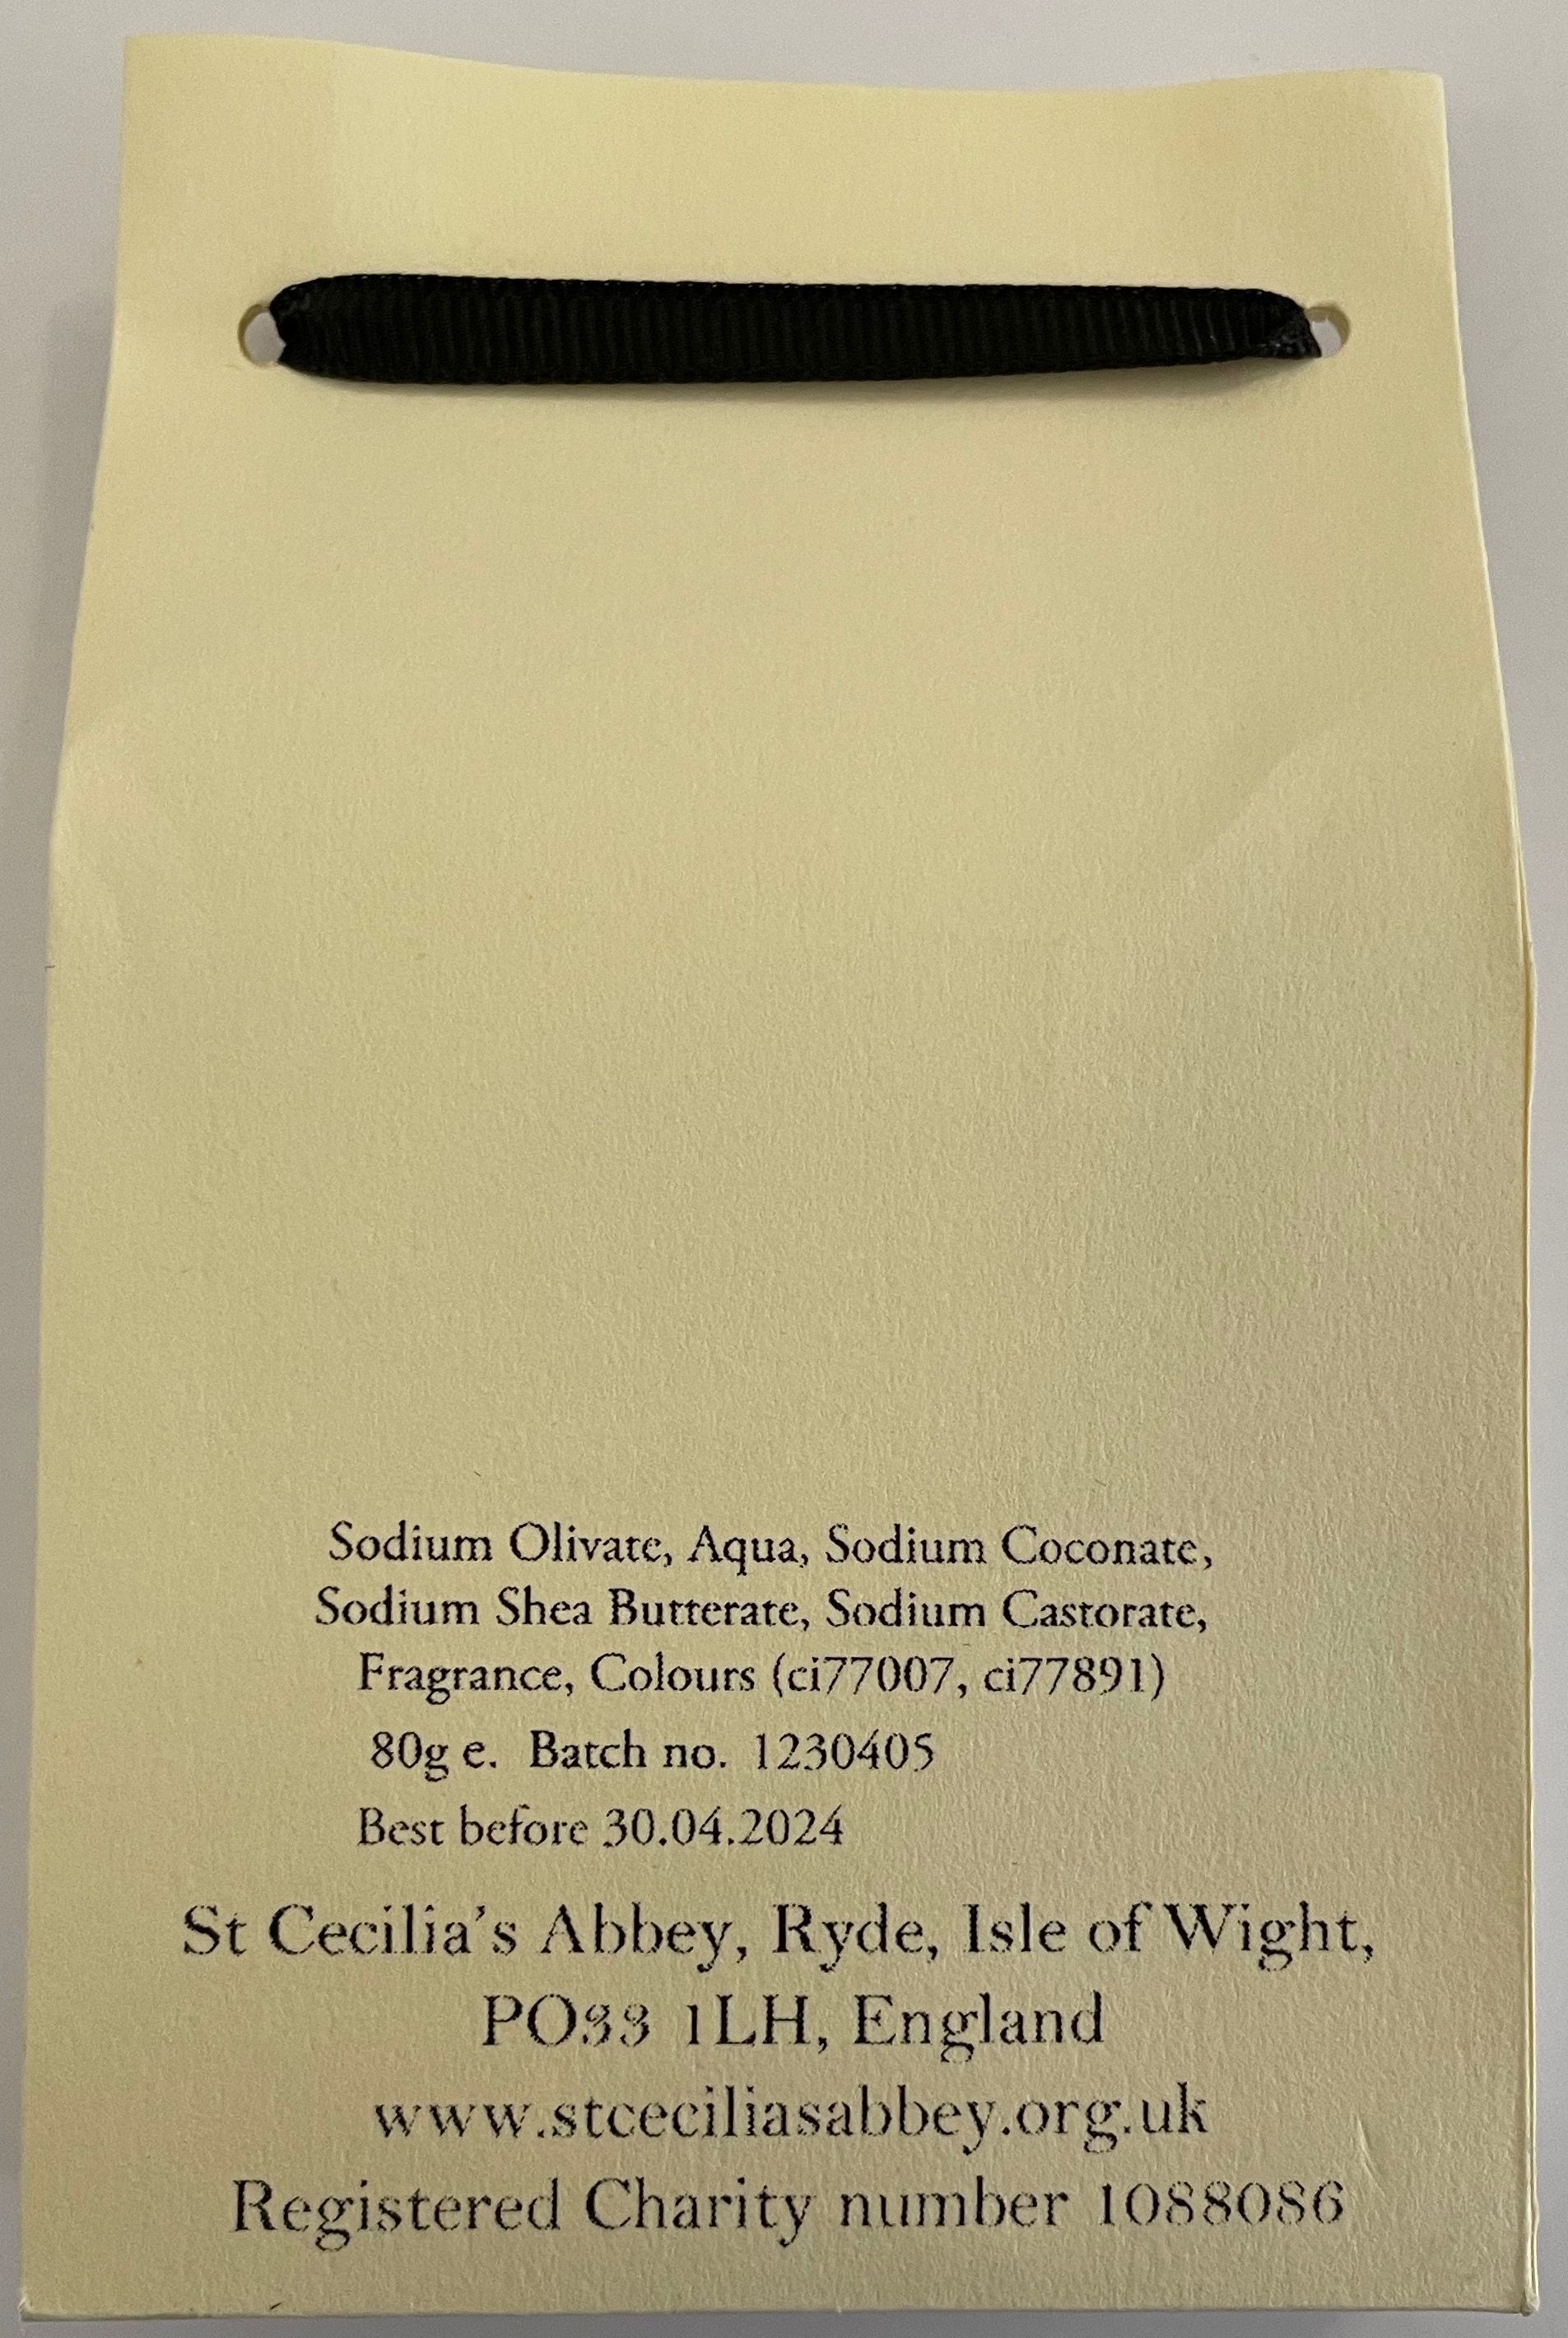 Sodium Olivate, Aqua, Sodium Coconate,
Sodium Shea Butterate, Sodium Castorate,
Fragrance, Colours (ci77007, ci77891)
80g e. Batch no. 1230405
Best before 30.04.2024
St Cecilia's Abbey, Ryde, Isle of Wight,
PO33 1LH, England
www.stceciliasabbey.org.uk
Registered Charity number 1088086